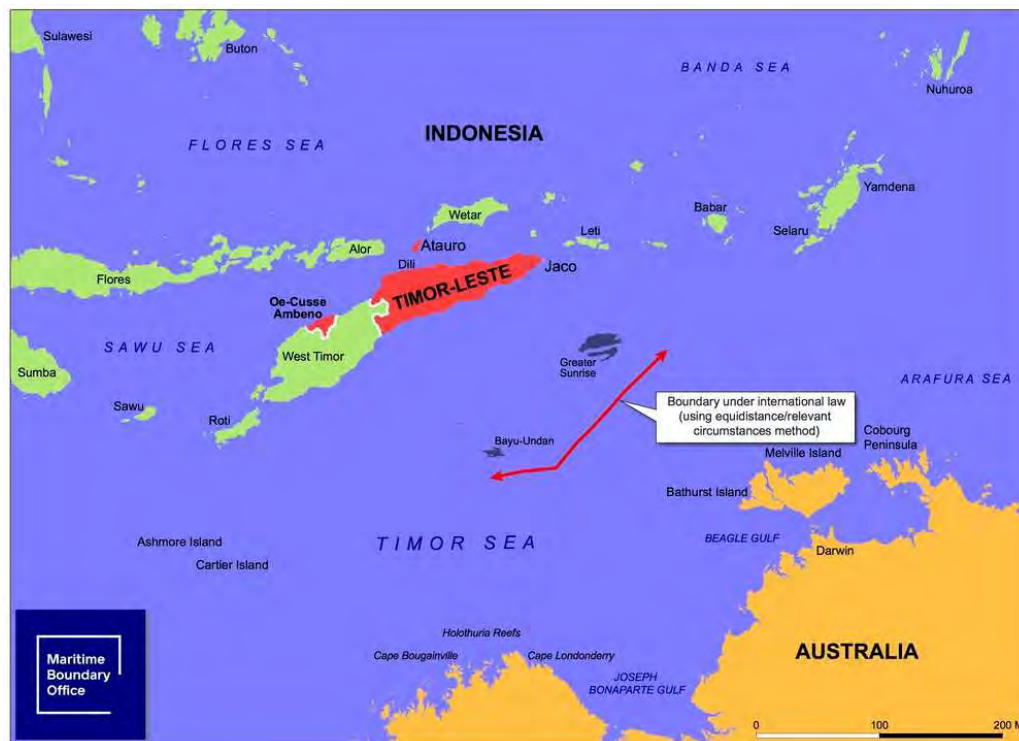 Sulawesi
Buton
BANDA SEA
Nuhuroa
FLORES SEA
INDONESIA
Yamdena
Wetar
Babar
Leti
Selaru
Alor
Atauro
Dili
Jaco
Flores
TIMOR-LESTE
Oe-Cusse
Ambeno
SAWU SEA
West Timor
Greater
Sunrise
Sumba
ARAFURA SEA
Sawu
Roti
Boundary under international law
(using equidistance/relevant
circumstances method)
Bayu-Undan
Cobourg
Peninsula
Melville Island
Bathurst Island
TIMOR SEA
BEAGLE GULF
Ashmore Island
Darwin
Cartier Island
Holothuria Reefs
Cape Bougainville
Cape Londonderry
AUSTRALIA
JOSEPH
BONAPARTE GULF
Maritime
Boundary
Office
0 100 200 M